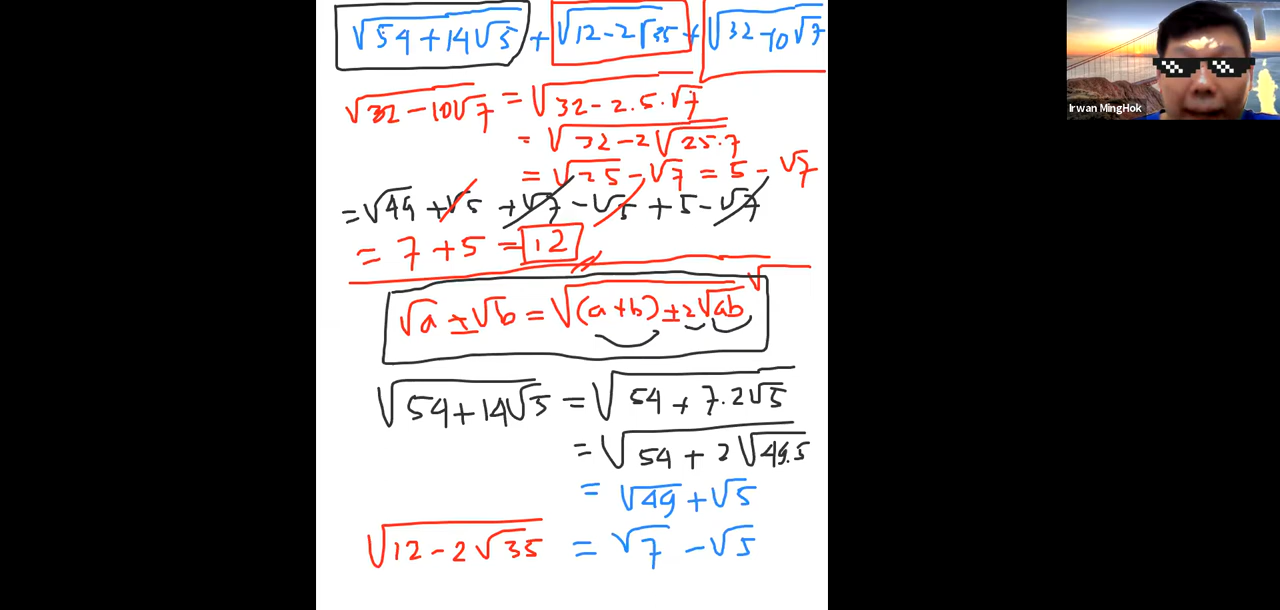 √(54+14√5) + √(12-2√35) + √(32-10√7)
√(32-10√7) = √(32-2.5.√7)
= √(32-2√(25.7))
= √25 - √7 = 5 - √7
= √49 + √5 + √7 - √5 + 5 - √7
= 7 + 5 = 12
√a ± √b = √((a+b) ± 2√ab) √
√(54+14√5) = √(54 + 7.2√5)
= √(54 + 2√(49.5))
= √49 + √5
√(12-2√35) = √7 - √5
Irwan MingHok